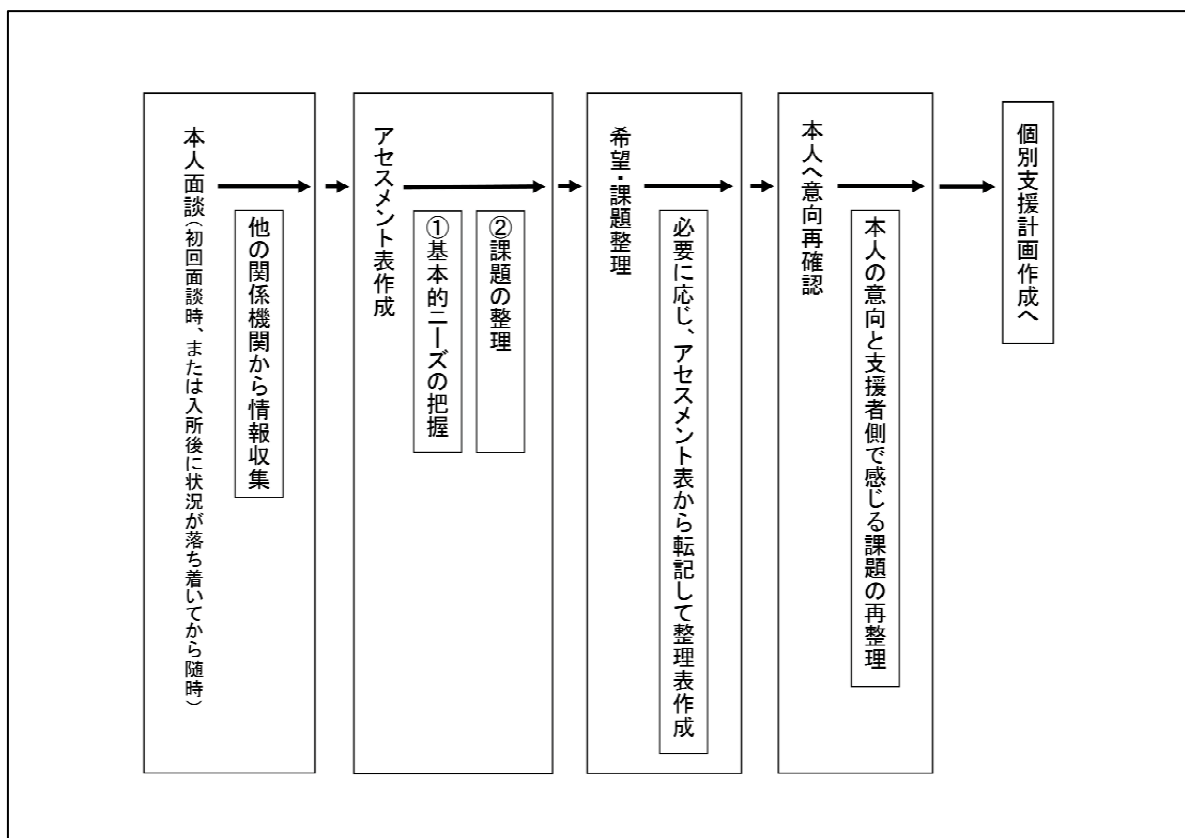 本人面談(初回面談時、または入所後に状況が落ち着いてから随時)
他の関係機関から情報収集
アセスメント表作成
①基本的ニーズの把握
②課題の整理
希望・課題整理
必要に応じ、アセスメント表から転記して整理表作成
本人へ意向再確認
本人の意向と支援者側で感じる課題の再整理
個別支援計画作成へ